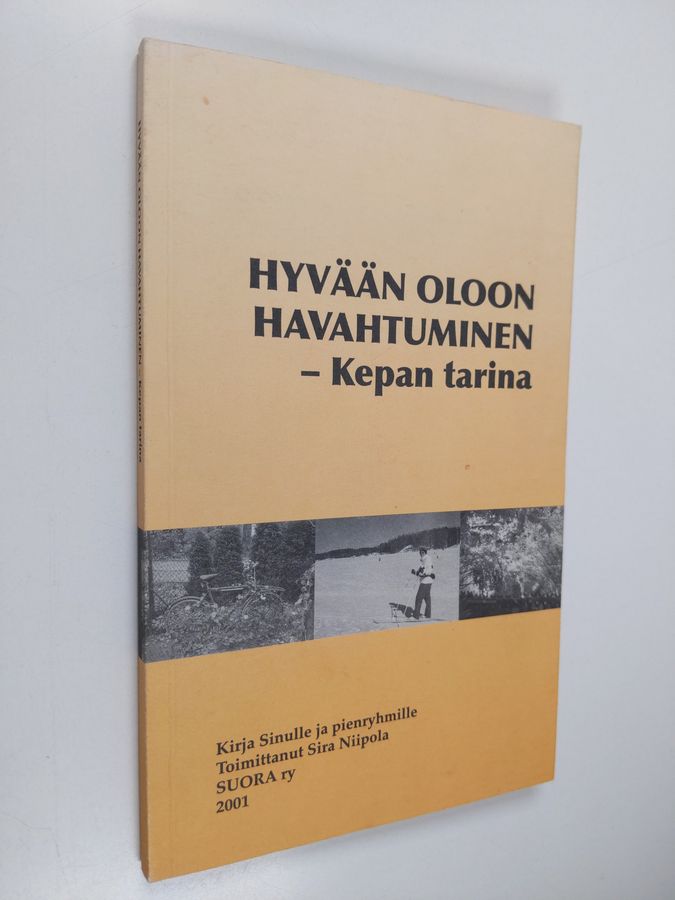 HYVÄÄN OLOON
HAVAHTUMINEN
– Kepan tarina
Kirja Sinulle ja pienryhmille
Toimittanut Sira Niipola
SUORA ry
2001
HYVÄÄN OLOON HAVAHTUMINEN – Kepan tarina